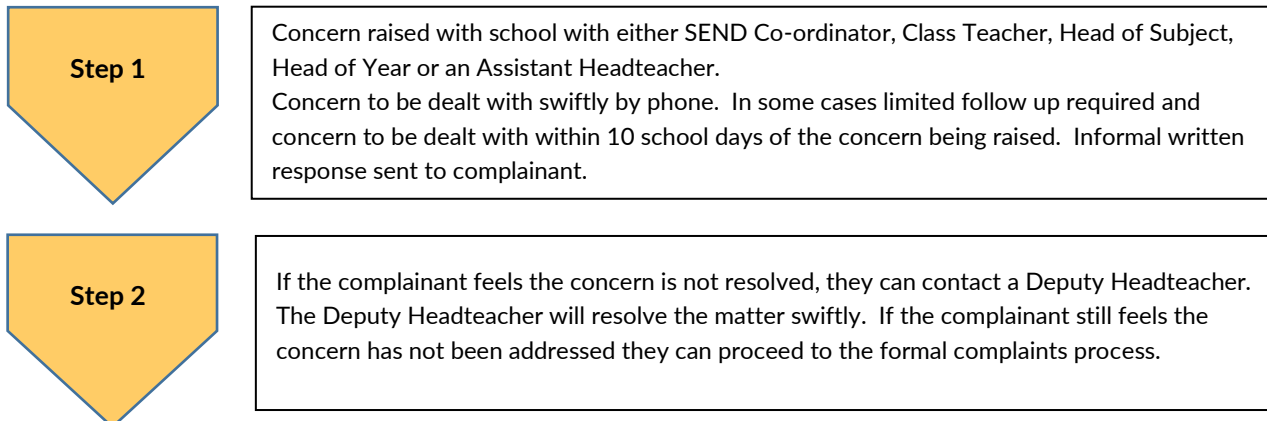 Step 1
Concern raised with school with either SEND Co-ordinator, Class Teacher, Head of Subject,
Head of Year or an Assistant Headteacher.
Concern to be dealt with swiftly by phone.  In some cases limited follow up required and
concern to be dealt with within 10 school days of the concern being raised.  Informal written
response sent to complainant.
Step 2
If the complainant feels the concern is not resolved, they can contact a Deputy Headteacher.
The Deputy Headteacher will resolve the matter swiftly.  If the complainant still feels the
concern has not been addressed they can proceed to the formal complaints process.